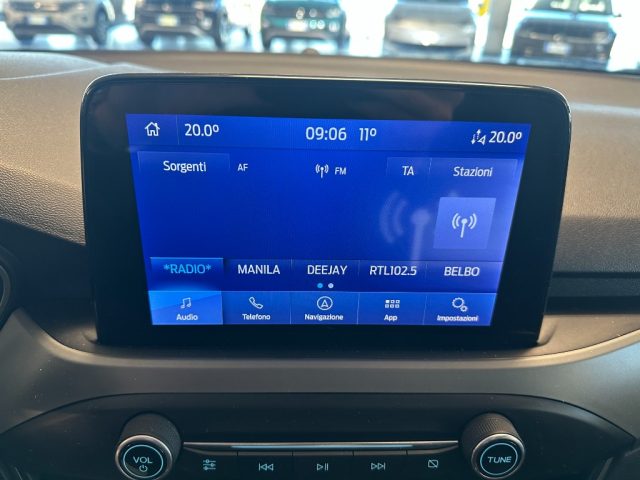 20.0° 09:06 11° 20.0°
Sorgenti AF FM TA Stazioni
*RADIO* MANILA DEEJAY RTL102.5 BELBO
Audio Telefono Navigazione App Impostazioni
VOL TUNE